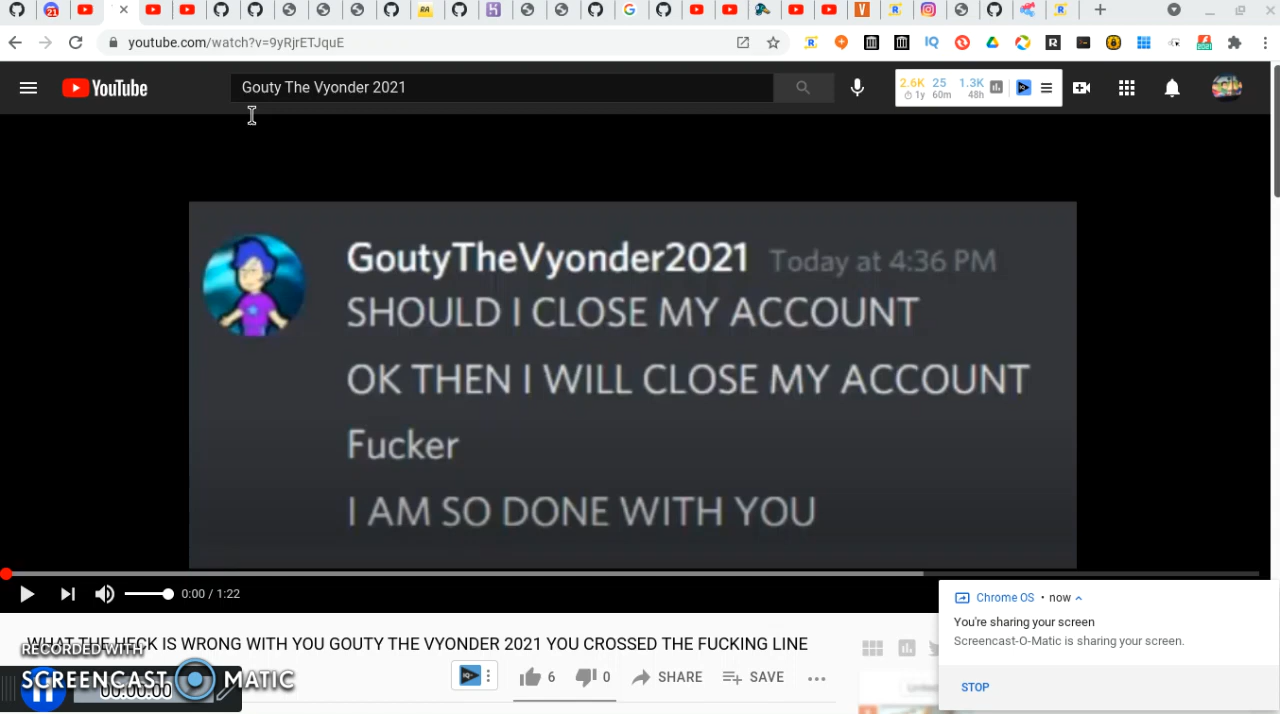 21
BA
G
V
R
youtube.com/watch?v=9yRjrETJquE
R
IQ
R
YouTube
Gouty The Vyonder 2021
2.6K 25 1.3K
1y 60m 48h
GoutyTheVyonder2021 Today at 4:36 PM
SHOULD I CLOSE MY ACCOUNT
OK THEN I WILL CLOSE MY ACCOUNT
Fucker
I AM SO DONE WITH YOU
0:00 / 1:22
Chrome OS • now
You're sharing your screen
Screencast-O-Matic is sharing your screen.
STOP
WHAT THE HECK IS WRONG WITH YOU GOUTY THE VYONDER 2021 YOU CROSSED THE FUCKING LINE
RECORDED WITH
SCREENCAST MATIC
00:00:00
6 0 SHARE SAVE